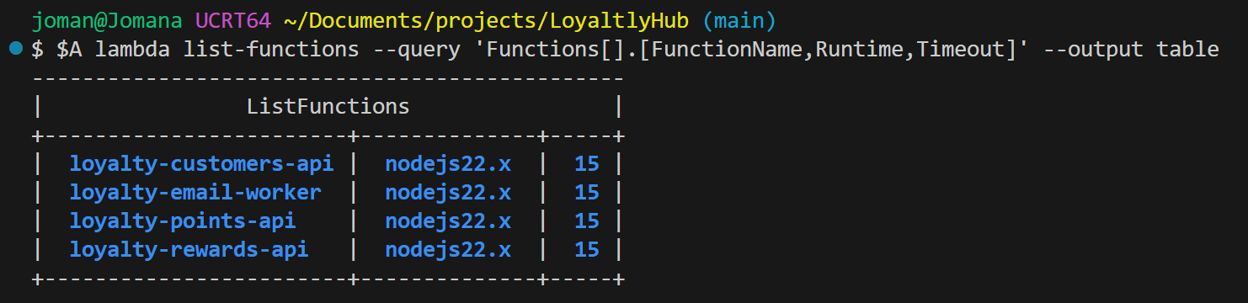 joman@Jomana UCRT64 ~/Documents/projects/LoyaltlyHub (main)
$ $A lambda list-functions --query 'Functions[].[FunctionName,Runtime,Timeout]' --output table
-----------------------------------------------
|                ListFunctions                |
+------------------------+--------------+-----+
|  loyalty-customers-api |  nodejs22.x  |  15 |
|  loyalty-email-worker  |  nodejs22.x  |  15 |
|  loyalty-points-api    |  nodejs22.x  |  15 |
|  loyalty-rewards-api   |  nodejs22.x  |  15 |
+------------------------+--------------+-----+